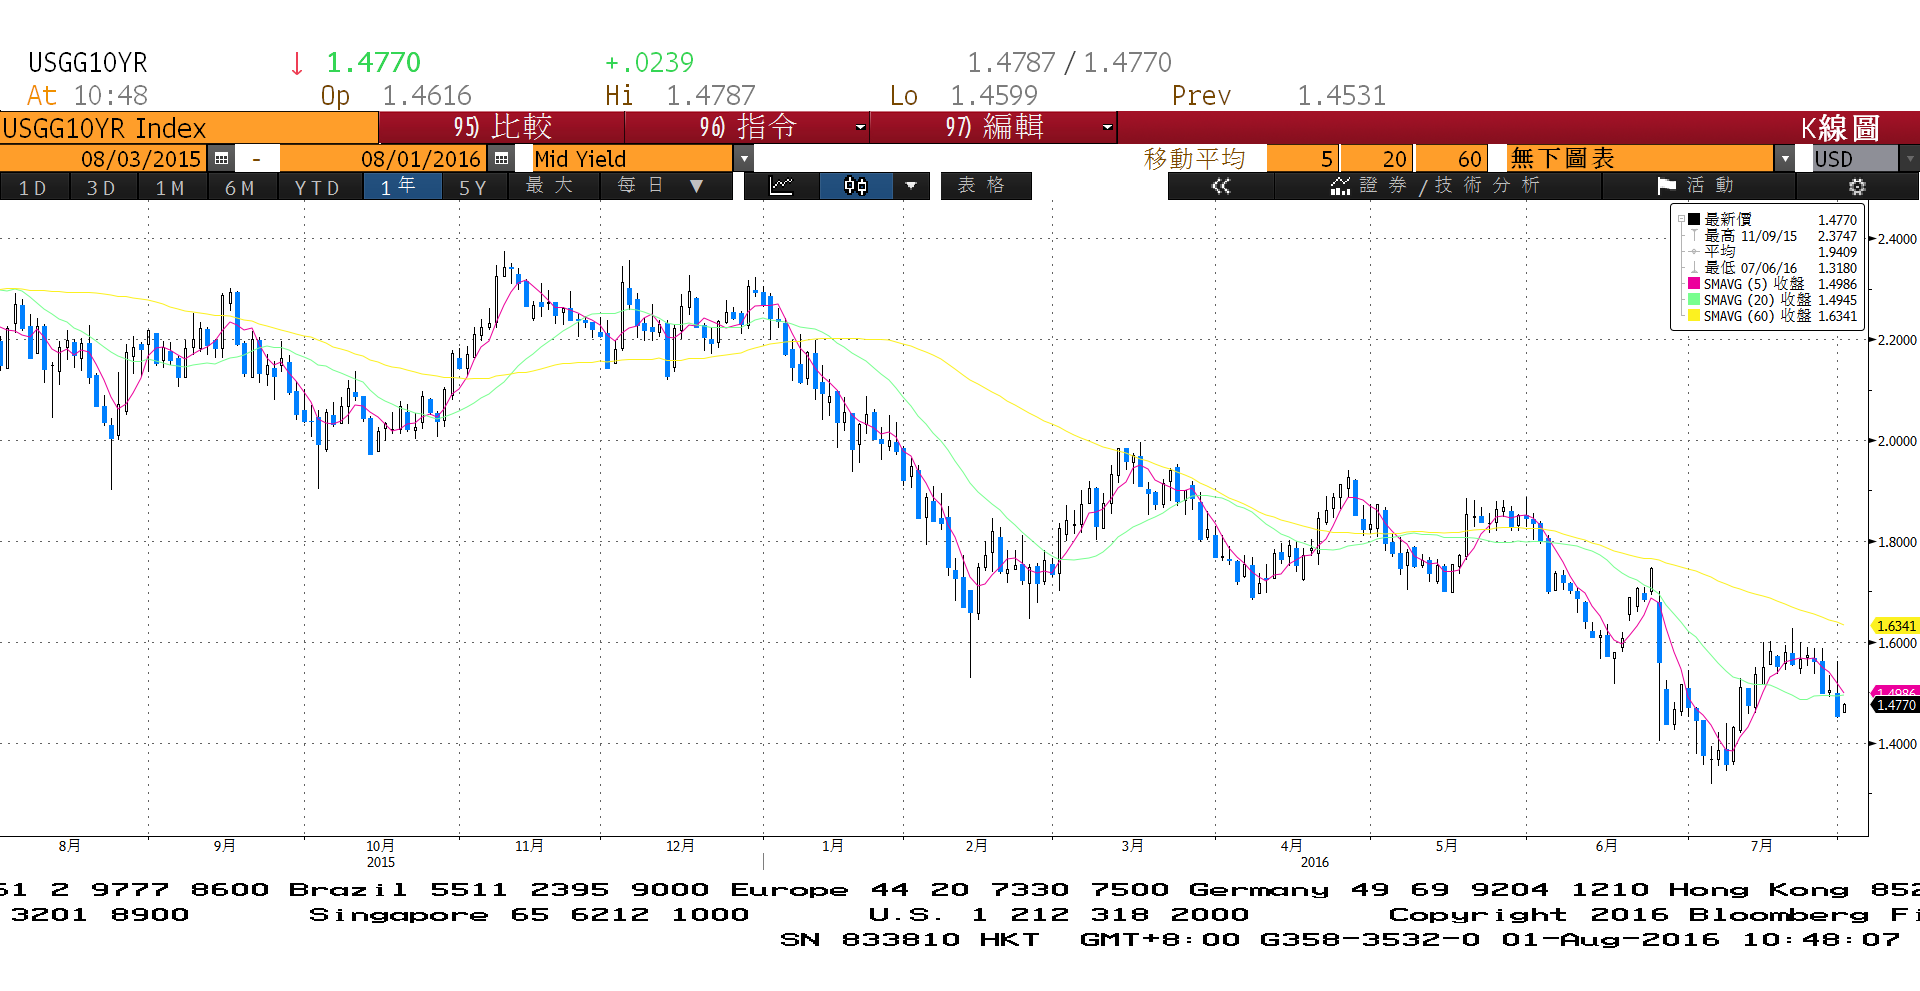 USGG10YR ↓ 1.4770 +.0239 1.4787 / 1.4770
At 10:48 Op 1.4616 Hi 1.4787 Lo 1.4599 Prev 1.4531
USGG10YR Index 95) 比較 96) 指令 97) 編輯 K線圖
08/03/2015 - 08/01/2016 Mid Yield 移動平均 5 20 60 無下圖表 USD
1D 3D 1M 6M YTD 1年 5Y 最大 每日 ▼ 表格 « 證券/技術分析 活動
最新價 1.4770
最高 11/09/15 2.3747
平均 1.9409
最低 07/06/16 1.3180
SMAVG (5) 收盤 1.4986
SMAVG (20) 收盤 1.4945
SMAVG (60) 收盤 1.6341
2.4000
2.2000
2.0000
1.8000
1.6341
1.6000
1.4986
1.4770
1.4000
8月 9月 10月 11月 12月 1月 2月 3月 4月 5月 6月 7月
2015 2016
61 2 9777 8600 Brazil 5511 2395 9000 Europe 44 20 7330 7500 Germany 49 69 9204 1210 Hong Kong 852
3201 8900 Singapore 65 6212 1000 U.S. 1 212 318 2000 Copyright 2016 Bloomberg Fi
SN 833810 HKT GMT+8:00 G358-3532-0 01-Aug-2016 10:48:07